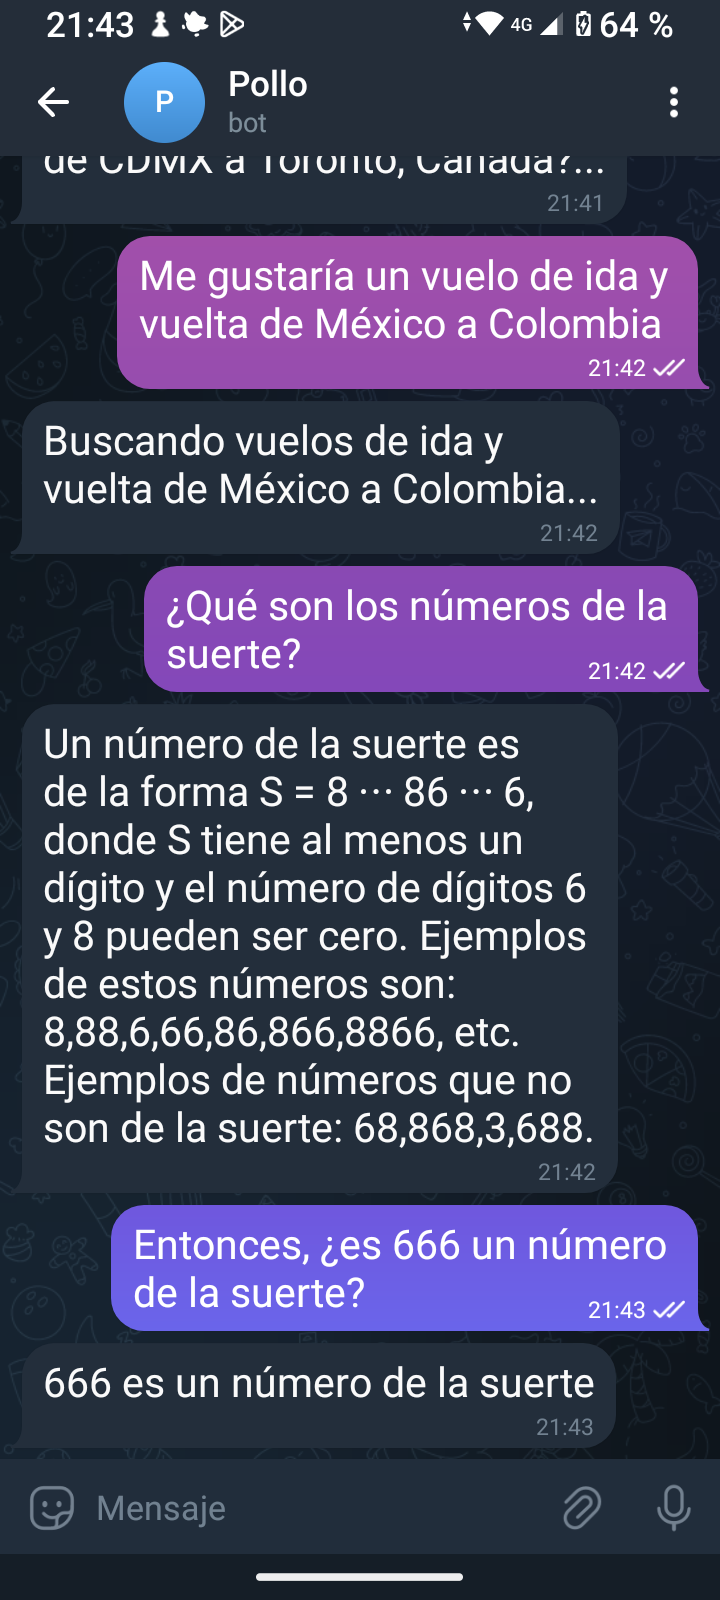 21:43
4G
64 %
P
Pollo
bot
de CDMX a Toronto, Canadá?...
21:41
Me gustaría un vuelo de ida y
vuelta de México a Colombia
21:42
Buscando vuelos de ida y
vuelta de México a Colombia...
21:42
¿Qué son los números de la
suerte?
21:42
Un número de la suerte es
de la forma S = 8 ··· 86 ··· 6,
donde S tiene al menos un
dígito y el número de dígitos 6
y 8 pueden ser cero. Ejemplos
de estos números son:
8,88,6,66,86,866,8866, etc.
Ejemplos de números que no
son de la suerte: 68,868,3,688.
21:42
Entonces, ¿es 666 un número
de la suerte?
21:43
666 es un número de la suerte
21:43
Mensaje